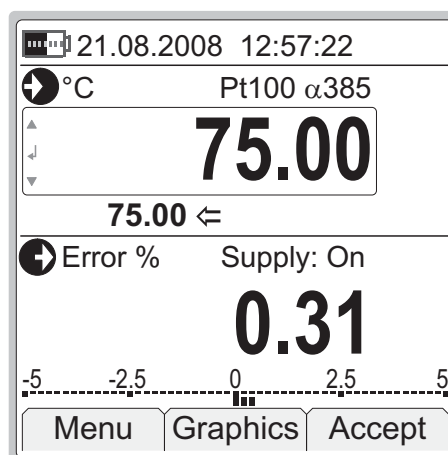 21.08.2008 12:57:22
°C Pt100 α385
75.00
75.00 ⇐
Error % Supply: On
0.31
-5 -2.5 0 2.5 5
Menu Graphics Accept